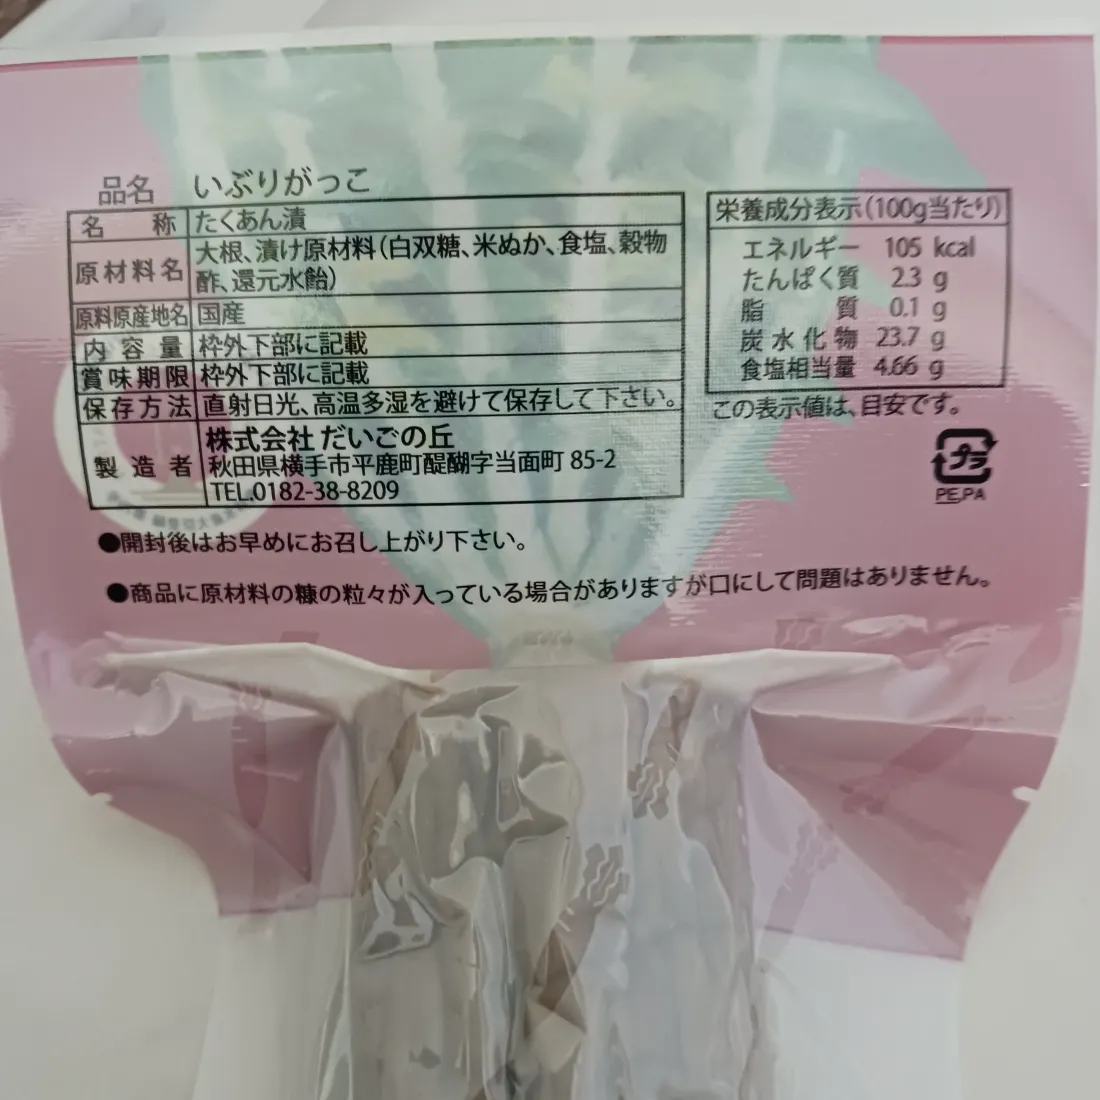 品名 いぶりがっこ
名称 たくあん漬
原材料名 大根、漬け原材料(白双糖、米ぬか、食塩、穀物
酢、還元水飴)
原料原産地名 国産
内容量 枠外下部に記載
賞味期限 枠外下部に記載
保存方法 直射日光、高温多湿を避けて保存して下さい。
製造者 株式会社 だいごの丘
秋田県横手市平鹿町醍醐字当面町 85-2
TEL.0182-38-8209
栄養成分表示(100g当たり)
エネルギー 105 kcal
たんぱく質 2.3 g
脂質 0.1 g
炭水化物 23.7 g
食塩相当量 4.66 g
この表示値は、目安です。
プラ
PE,PA
●開封後はお早めにお召し上がり下さい。
●商品に原材料の糠の粒々が入っている場合がありますが口にして問題はありません。